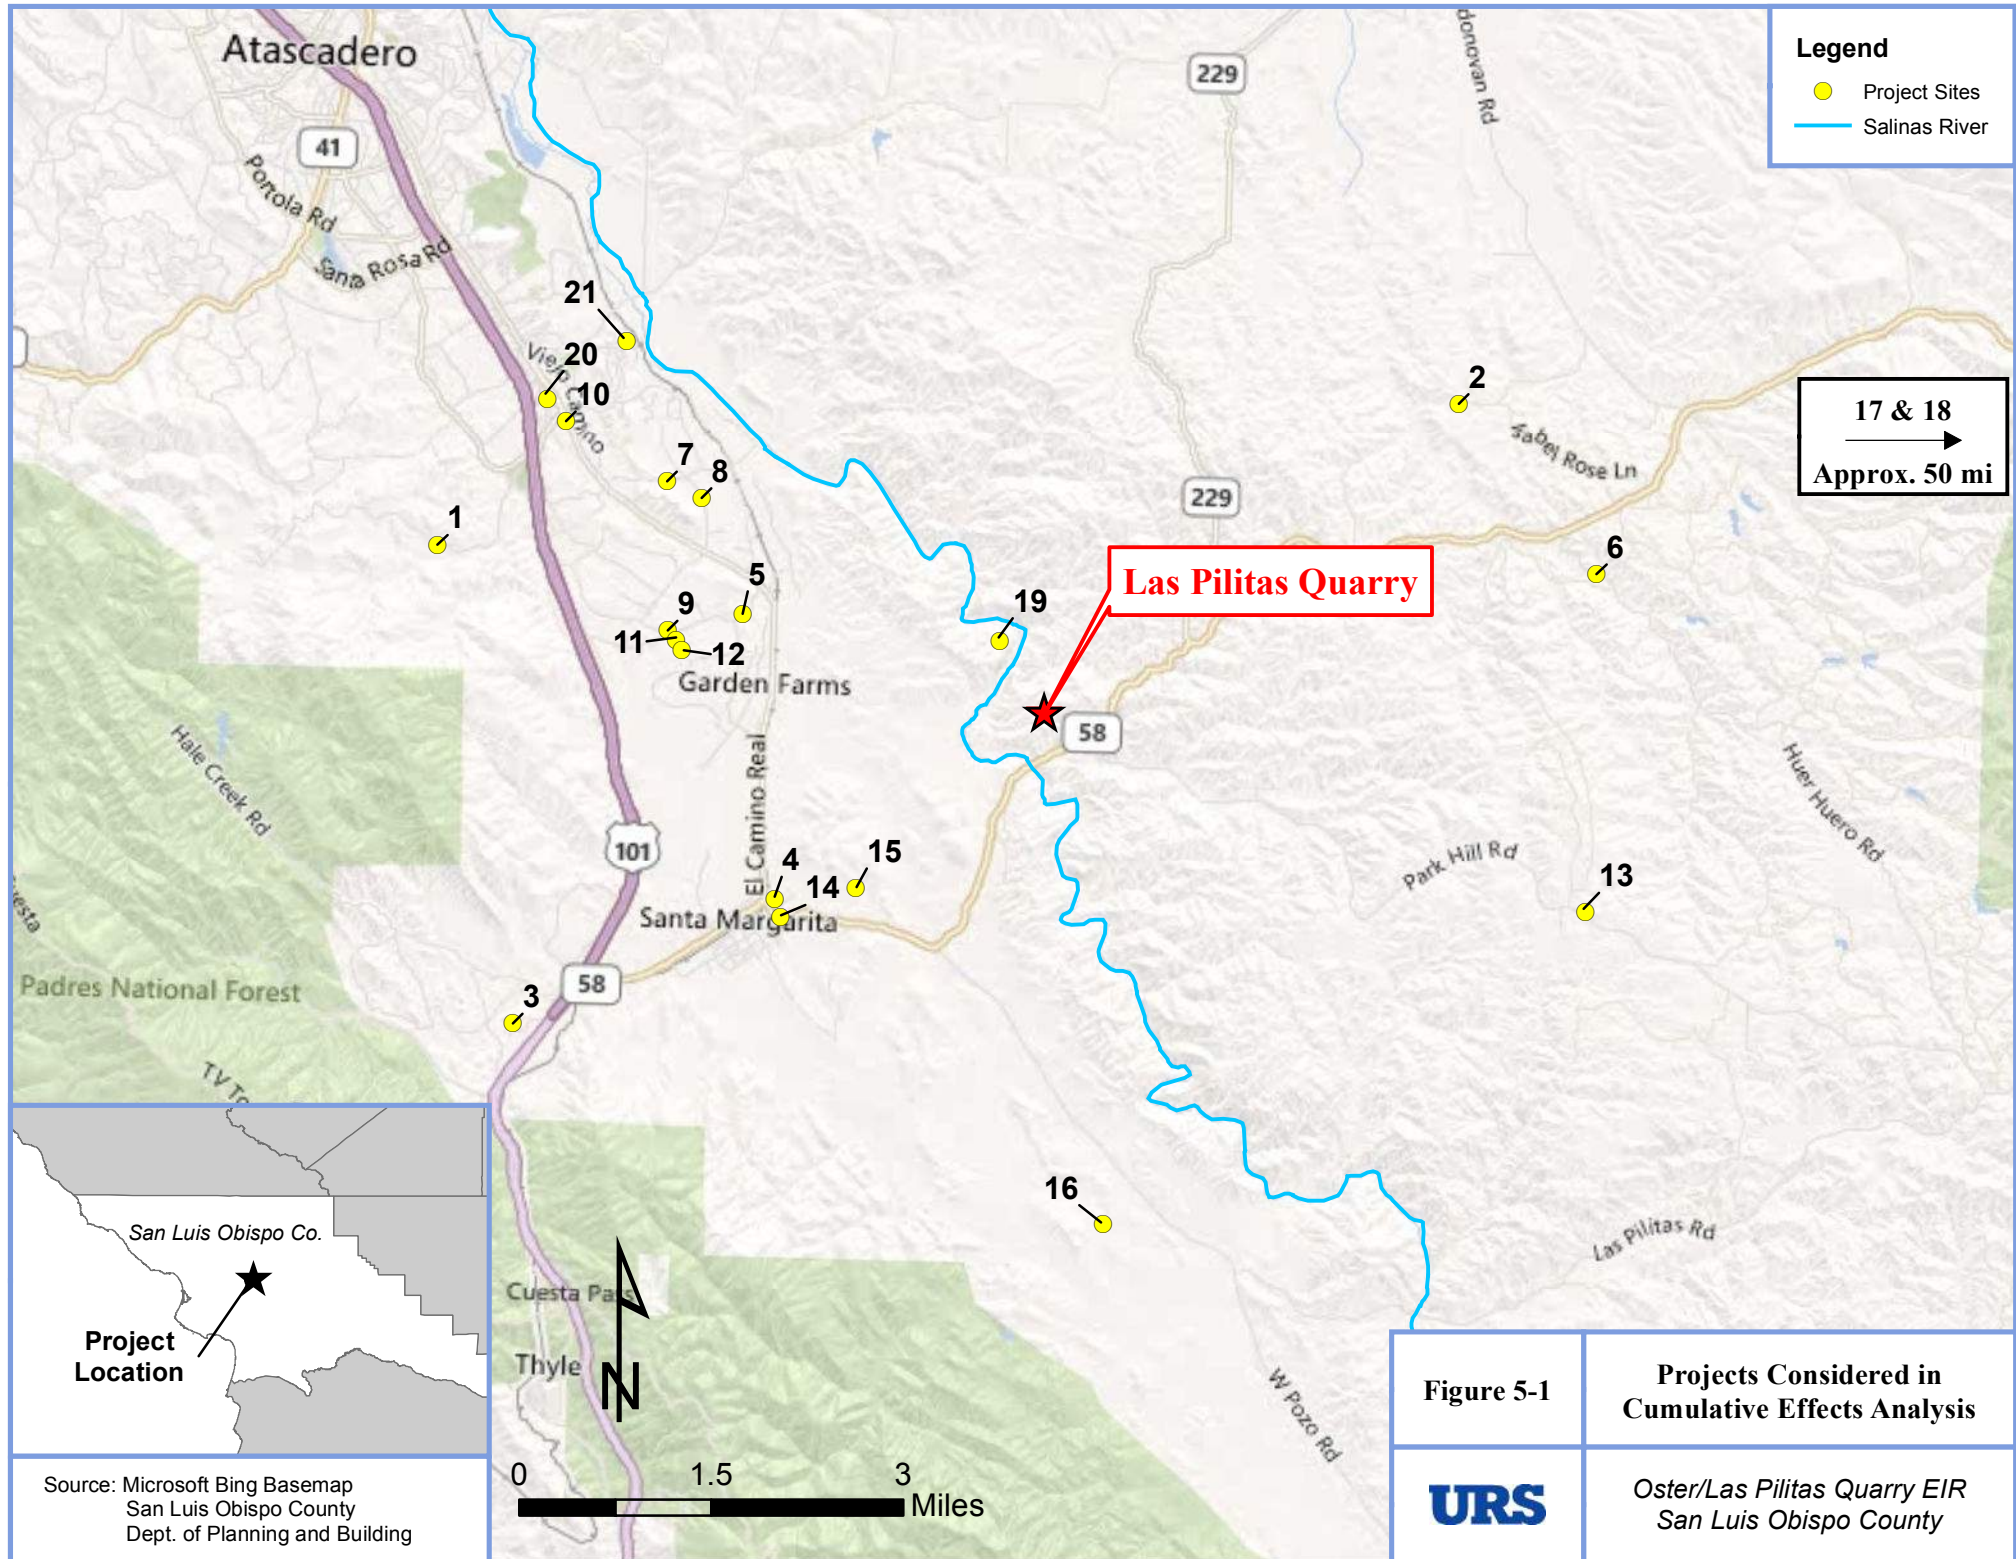 Atascadero
41
Portola Rd
Santa Rosa Rd
229
donovan Rd
Legend
Project Sites
Salinas River
21
20
Viejo Camino
10
7
8
1
2
Isabel Rose Ln
17 & 18
Approx. 50 mi
229
6
5
9
11
12
Garden Farms
19
Las Pilitas Quarry
58
Hale Creek Rd
El Camino Real
101
Huer Huero Rd
Park Hill Rd
13
4
15
14
Santa Margarita
uesta
Padres National Forest
58
3
TV To
16
Las Pilitas Rd
W Pozo Rd
Cuesta Pass
Thyle
N
San Luis Obispo Co.
Project
Location
Source: Microsoft Bing Basemap
San Luis Obispo County
Dept. of Planning and Building
0 1.5 3
Miles
Figure 5-1
Projects Considered in
Cumulative Effects Analysis
URS
Oster/Las Pilitas Quarry EIR
San Luis Obispo County